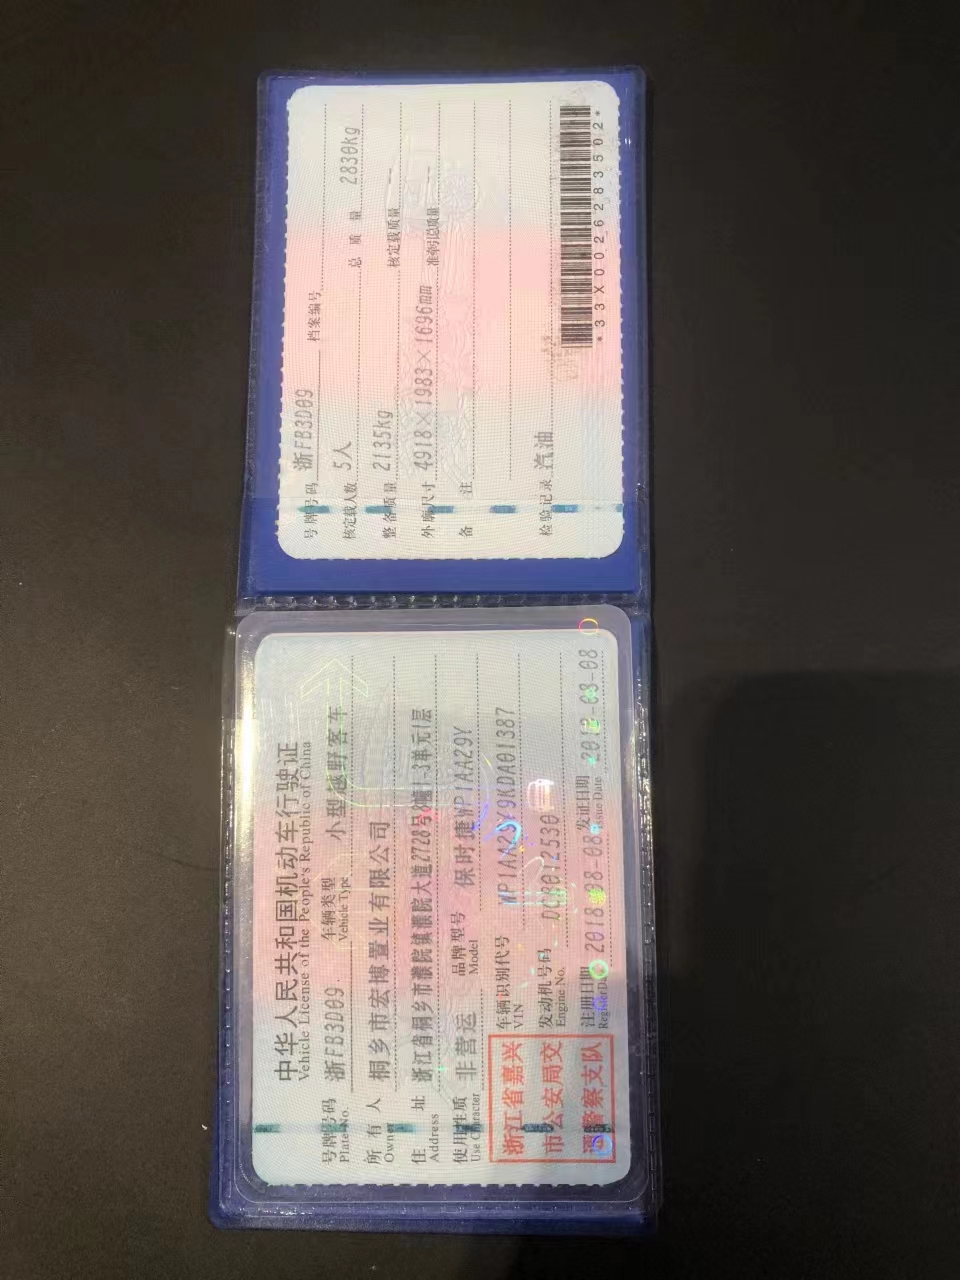 中华人民共和国机动车行驶证
Vehicle License of the People's Republic of China
号牌号码 浙FB3D09 车辆类型 小型越野客车
Plate No. Vehicle Type
所有人 桐乡市宏博置业有限公司
Owner
住址 浙江省桐乡市濮院镇濮院大道2728号8幢1-3单元1层
Address
使用性质 非营运 品牌型号 保时捷WP1AA29Y
Use Character Model
浙江省嘉兴市公安局交通警察支队
车辆识别代号 WP1AA29Y9KDA01387
VIN
发动机号码
Engine No.
注册日期 2018-08-08 发证日期
Register Date Issue Date
号牌号码 浙FB3D09 档案编号
核定载人数 5人 总质量 2830kg
整备质量 2135kg 核定载质量
外廓尺寸 4918×1983×1696mm 准牵引总质量
备注
检验记录 汽油
*33X0026283502*